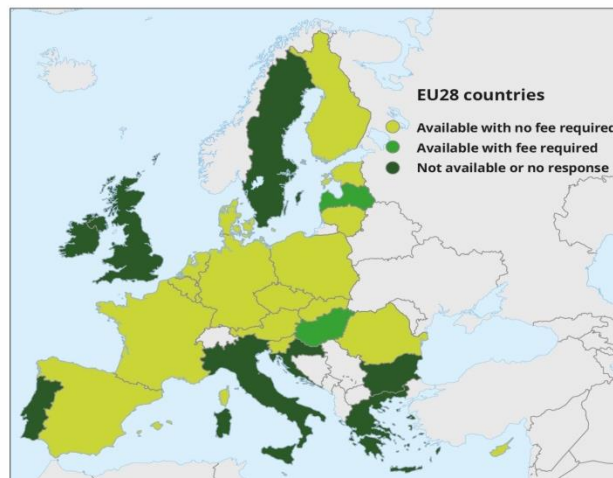 EU28 countries
Available with no fee required
Available with fee required
Not available or no response